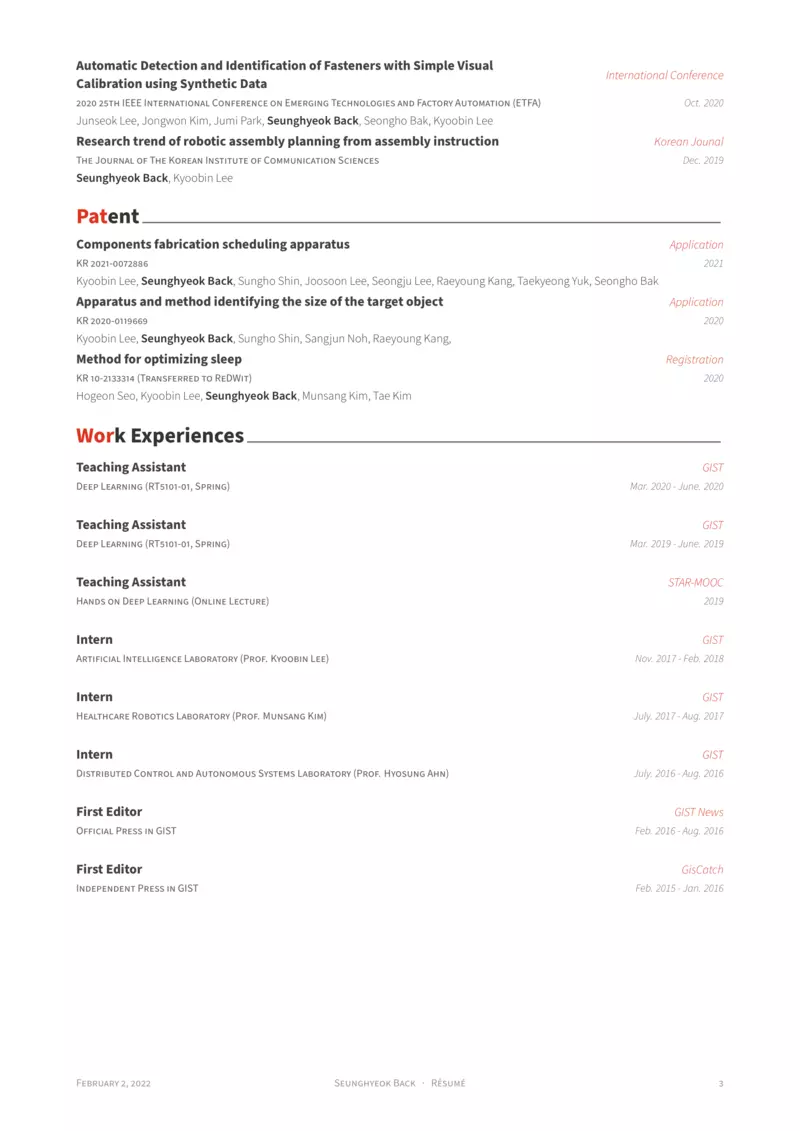 Automatic Detection and Identification of Fasteners with Simple Visual
Calibration using Synthetic Data
International Conference
2020 25th IEEE International Conference on Emerging Technologies and Factory Automation (ETFA)
Oct. 2020
Junseok Lee, Jongwon Kim, Jumi Park, Seunghyeok Back, Seongho Bak, Kyoobin Lee
Research trend of robotic assembly planning from assembly instruction
Korean Jounal
The Journal of The Korean Institute of Communication Sciences
Dec. 2019
Seunghyeok Back, Kyoobin Lee
Patent
Components fabrication scheduling apparatus
Application
KR 2021-0072886
2021
Kyoobin Lee, Seunghyeok Back, Sungho Shin, Joosoon Lee, Seongju Lee, Raeyoung Kang, Taekyeong Yuk, Seongho Bak
Apparatus and method identifying the size of the target object
Application
KR 2020-0119669
2020
Kyoobin Lee, Seunghyeok Back, Sungho Shin, Sangjun Noh, Raeyoung Kang,
Method for optimizing sleep
Registration
KR 10-2133314 (Transferred to ReDWit)
2020
Hogeon Seo, Kyoobin Lee, Seunghyeok Back, Munsang Kim, Tae Kim
Work Experiences
Teaching Assistant
GIST
Deep Learning (RT5101-01, Spring)
Mar. 2020 - June. 2020
Teaching Assistant
GIST
Deep Learning (RT5101-01, Spring)
Mar. 2019 - June. 2019
Teaching Assistant
STAR-MOOC
Hands on Deep Learning (Online Lecture)
2019
Intern
GIST
Artificial Intelligence Laboratory (Prof. Kyoobin Lee)
Nov. 2017 - Feb. 2018
Intern
GIST
Healthcare Robotics Laboratory (Prof. Munsang Kim)
July. 2017 - Aug. 2017
Intern
GIST
Distributed Control and Autonomous Systems Laboratory (Prof. Hyosung Ahn)
July. 2016 - Aug. 2016
First Editor
GIST News
Official Press in GIST
Feb. 2016 - Aug. 2016
First Editor
GisCatch
Independent Press in GIST
Feb. 2015 - Jan. 2016
February 2, 2022
Seunghyeok Back · Résumé
3